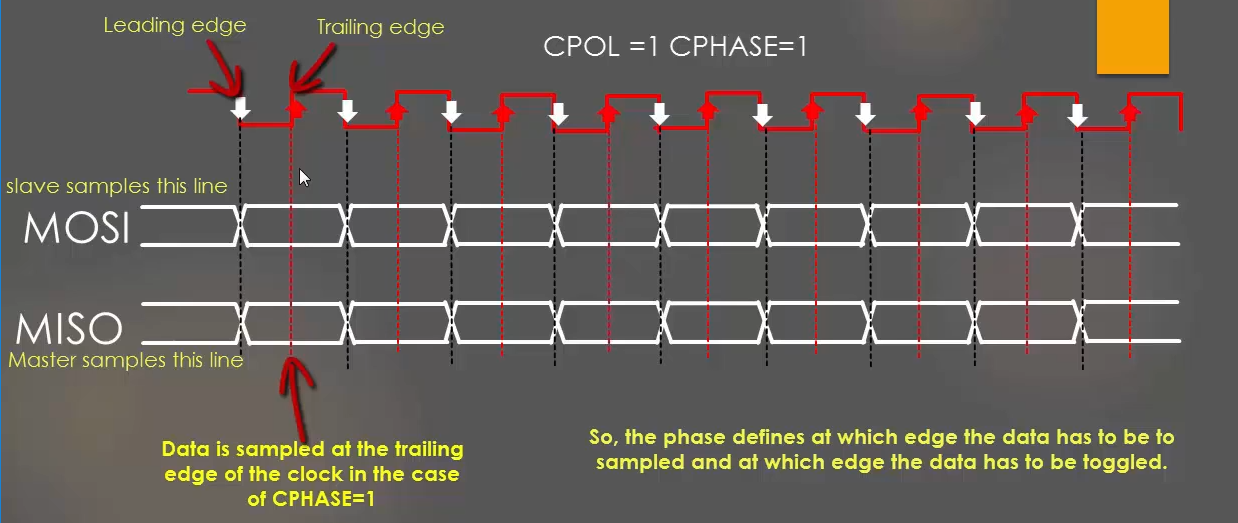 Leading edge
Trailing edge
CPOL =1 CPHASE=1
slave samples this line
MOSI
MISO
Master samples this line
Data is sampled at the trailing
edge of the clock in the case
of CPHASE=1
So, the phase defines at which edge the data has to be to
sampled and at which edge the data has to be toggled.